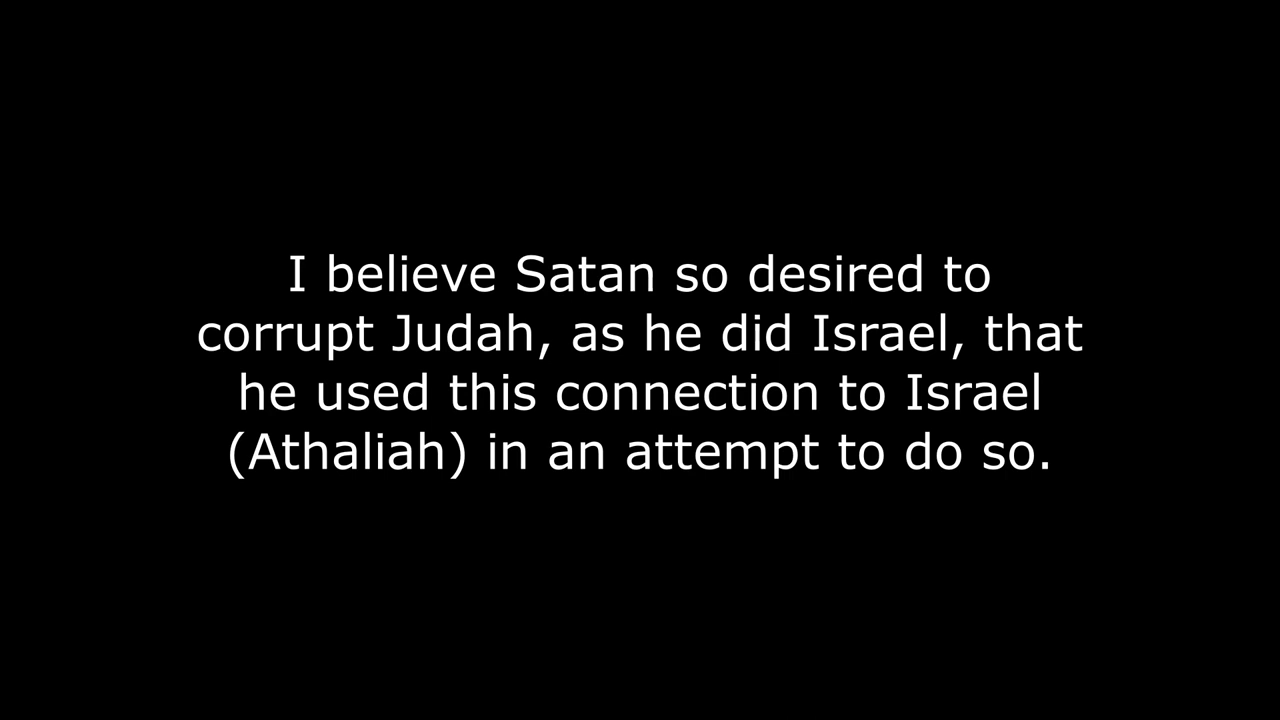 I believe Satan so desired to
corrupt Judah, as he did Israel, that
he used this connection to Israel
(Athaliah) in an attempt to do so.